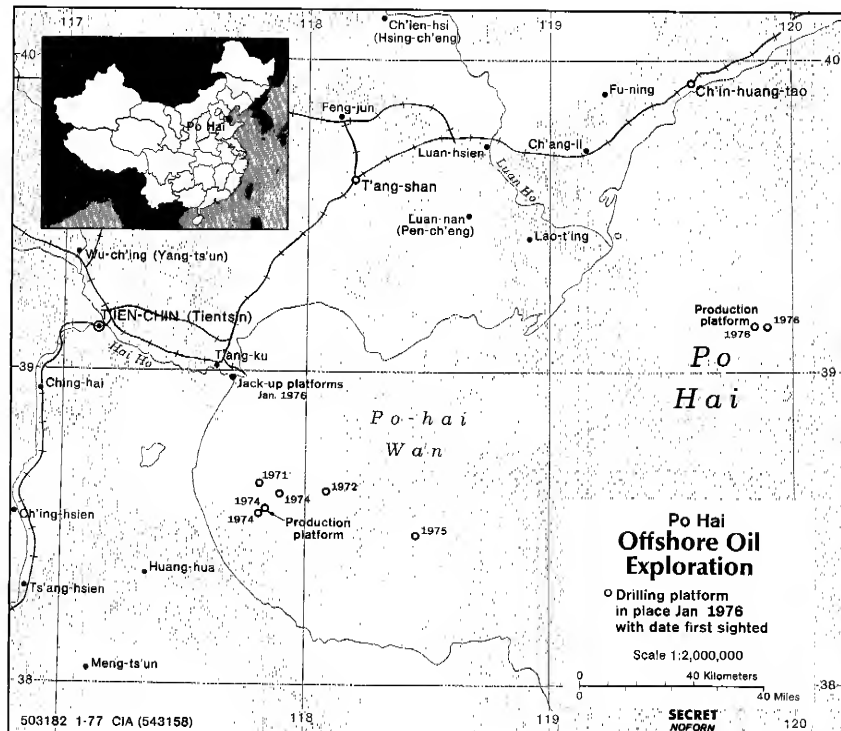 117
118
119
120
40
40
Ch'ien-hsi
(Hsing-ch'eng)
Po Hai
Feng-jun
Fu-ning
Ch'in-huang-tao
Luan-hsien
Ch'ang-li
Luan Ho
T'ang-shan
Luan-nan
(Pen-ch'eng)
Lao-t'ing
Wu-ch'ing (Yang-ts'un)
TIEN-CHIN (Tientsin)
Hai Ho
T'ang-ku
Production
platform
1976
1976
Po
Hai
39
39
Ching-hai
Jack-up platforms
Jan. 1976
Po-hai
Wan
1971
1972
1974
1974
1974
Production
platform
1975
Ch'ing-hsien
Huang-hua
Ts'ang-hsien
Meng-ts'un
38
38
Po Hai
Offshore Oil
Exploration
Drilling platform
in place Jan 1976
with date first sighted
Scale 1:2,000,000
0 40 Kilometers
0 40 Miles
SECRET
NOFORN
503182 1-77 CIA (543158)
118
119
120